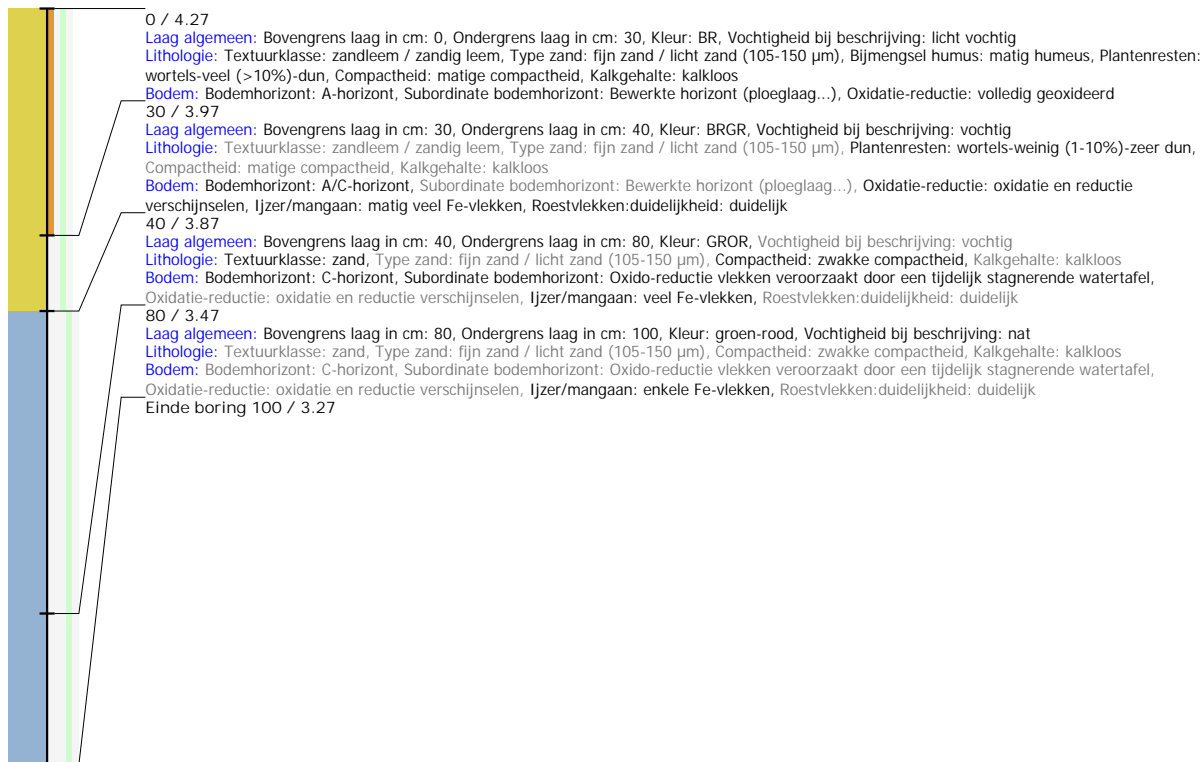 0 / 4.27
Laag algemeen: Bovengrens laag in cm: 0, Ondergrens laag in cm: 30, Kleur: BR, Vochtigheid bij beschrijving: licht vochtig
Lithologie: Textuurklasse: zandleem / zandig leem, Type zand: fijn zand / licht zand (105-150 µm), Bijmengsel humus: matig humeus, Plantenresten:
wortels-veel (>10%)-dun, Compactheid: matige compactheid, Kalkgehalte: kalkloos
Bodem: Bodemhorizont: A-horizont, Subordinate bodemhorizont: Bewerkte horizont (ploeglaag...), Oxidatie-reductie: volledig geoxideerd
30 / 3.97
Laag algemeen: Bovengrens laag in cm: 30, Ondergrens laag in cm: 40, Kleur: BRGR, Vochtigheid bij beschrijving: vochtig
Lithologie: Textuurklasse: zandleem / zandig leem, Type zand: fijn zand / licht zand (105-150 µm), Plantenresten: wortels-weinig (1-10%)-zeer dun,
Compactheid: matige compactheid, Kalkgehalte: kalkloos
Bodem: Bodemhorizont: A/C-horizont, Subordinate bodemhorizont: Bewerkte horizont (ploeglaag...), Oxidatie-reductie: oxidatie en reductie
verschijnselen, Ijzer/mangaan: matig veel Fe-vlekken, Roestvlekken:duidelijkheid: duidelijk
40 / 3.87
Laag algemeen: Bovengrens laag in cm: 40, Ondergrens laag in cm: 80, Kleur: GROR, Vochtigheid bij beschrijving: vochtig
Lithologie: Textuurklasse: zand, Type zand: fijn zand / licht zand (105-150 µm), Compactheid: zwakke compactheid, Kalkgehalte: kalkloos
Bodem: Bodemhorizont: C-horizont, Subordinate bodemhorizont: Oxido-reductie vlekken veroorzaakt door een tijdelijk stagnerende watertafel,
Oxidatie-reductie: oxidatie en reductie verschijnselen, Ijzer/mangaan: veel Fe-vlekken, Roestvlekken:duidelijkheid: duidelijk
80 / 3.47
Laag algemeen: Bovengrens laag in cm: 80, Ondergrens laag in cm: 100, Kleur: groen-rood, Vochtigheid bij beschrijving: nat
Lithologie: Textuurklasse: zand, Type zand: fijn zand / licht zand (105-150 µm), Compactheid: zwakke compactheid, Kalkgehalte: kalkloos
Bodem: Bodemhorizont: C-horizont, Subordinate bodemhorizont: Oxido-reductie vlekken veroorzaakt door een tijdelijk stagnerende watertafel,
Oxidatie-reductie: oxidatie en reductie verschijnselen, Ijzer/mangaan: enkele Fe-vlekken, Roestvlekken:duidelijkheid: duidelijk
Einde boring 100 / 3.27